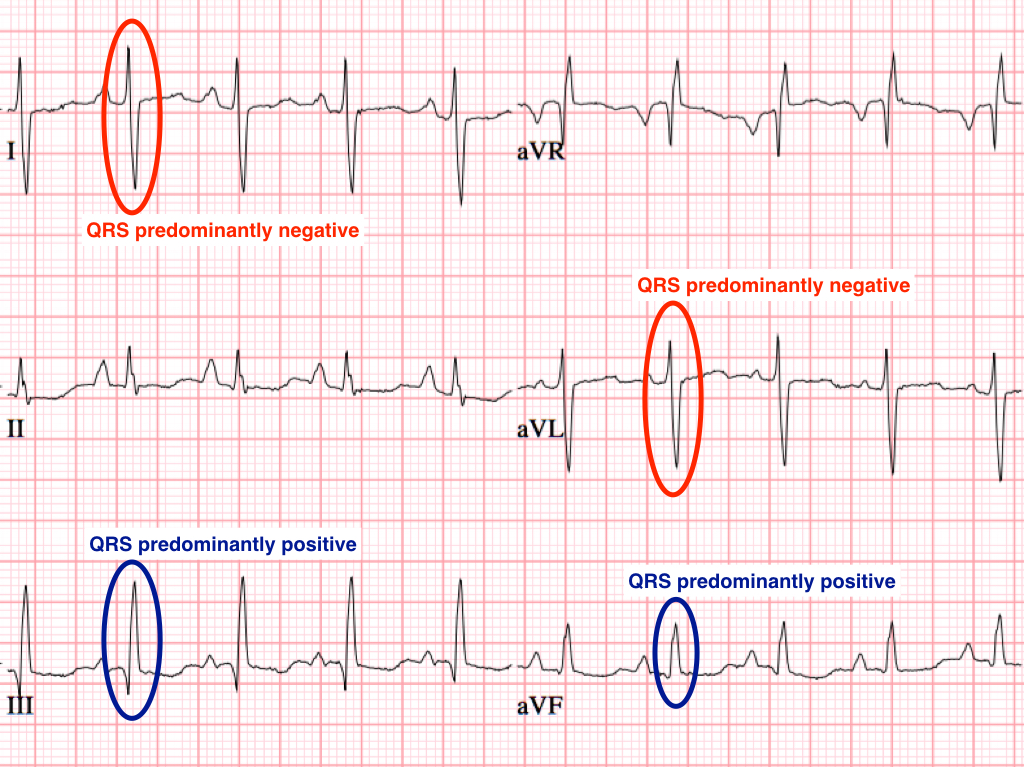 I
aVR
QRS predominantly negative
QRS predominantly negative
II
aVL
QRS predominantly positive
QRS predominantly positive
III
aVF